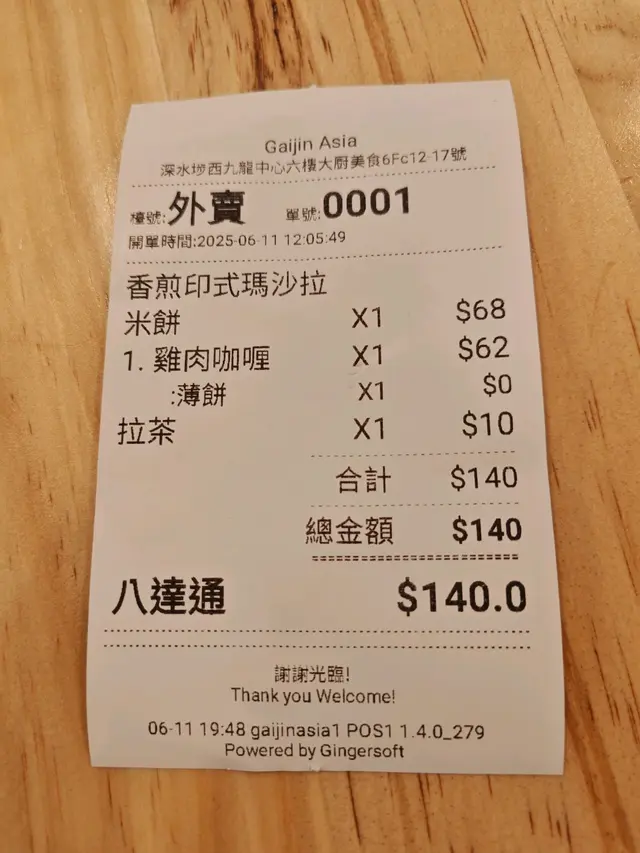 Gaijin Asia
深水埗西九龍中心六樓大厨美食6Fc12-17號
檯號:外賣 單號:0001
開單時間:2025-06-11 12:05:49
香煎印式瑪沙拉
米餅 X1 $68
1. 雞肉咖喱 X1 $62
:薄餅 X1 $0
拉茶 X1 $10
合計 $140
總金額 $140
八達通 $140.0
謝謝光臨!
Thank you Welcome!
06-11 19:48 gaijinasia1 POS1 1.4.0_279
Powered by Gingersoft